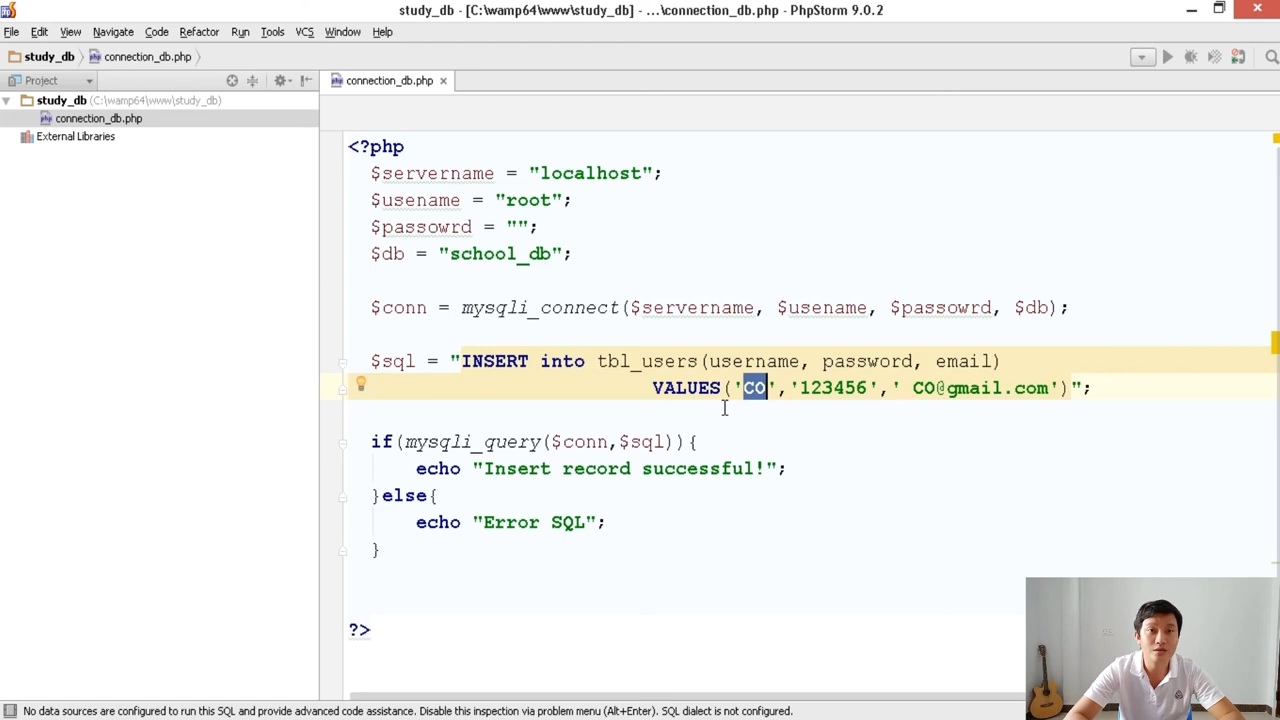 study_db - [C:\wamp64\www\study_db] - ...\connection_db.php - PhpStorm 9.0.2
File Edit View Navigate Code Refactor Run Tools VCS Window Help
study_db connection_db.php
Project
connection_db.php
study_db (C:\wamp64\www\study_db)
connection_db.php
External Libraries
<?php
$servername = "localhost";
$usename = "root";
$passowrd = "";
$db = "school_db";
$conn = mysqli_connect($servername, $usename, $passowrd, $db);
$sql = "INSERT into tbl_users(username, password, email)
VALUES('CO','123456',' CO@gmail.com')";
if(mysqli_query($conn,$sql)){
echo "Insert record successful!";
}else{
echo "Error SQL";
}
?>
No data sources are configured to run this SQL and provide advanced code assistance. Disable this inspection via problem menu (Alt+Enter). SQL dialect is not configured.